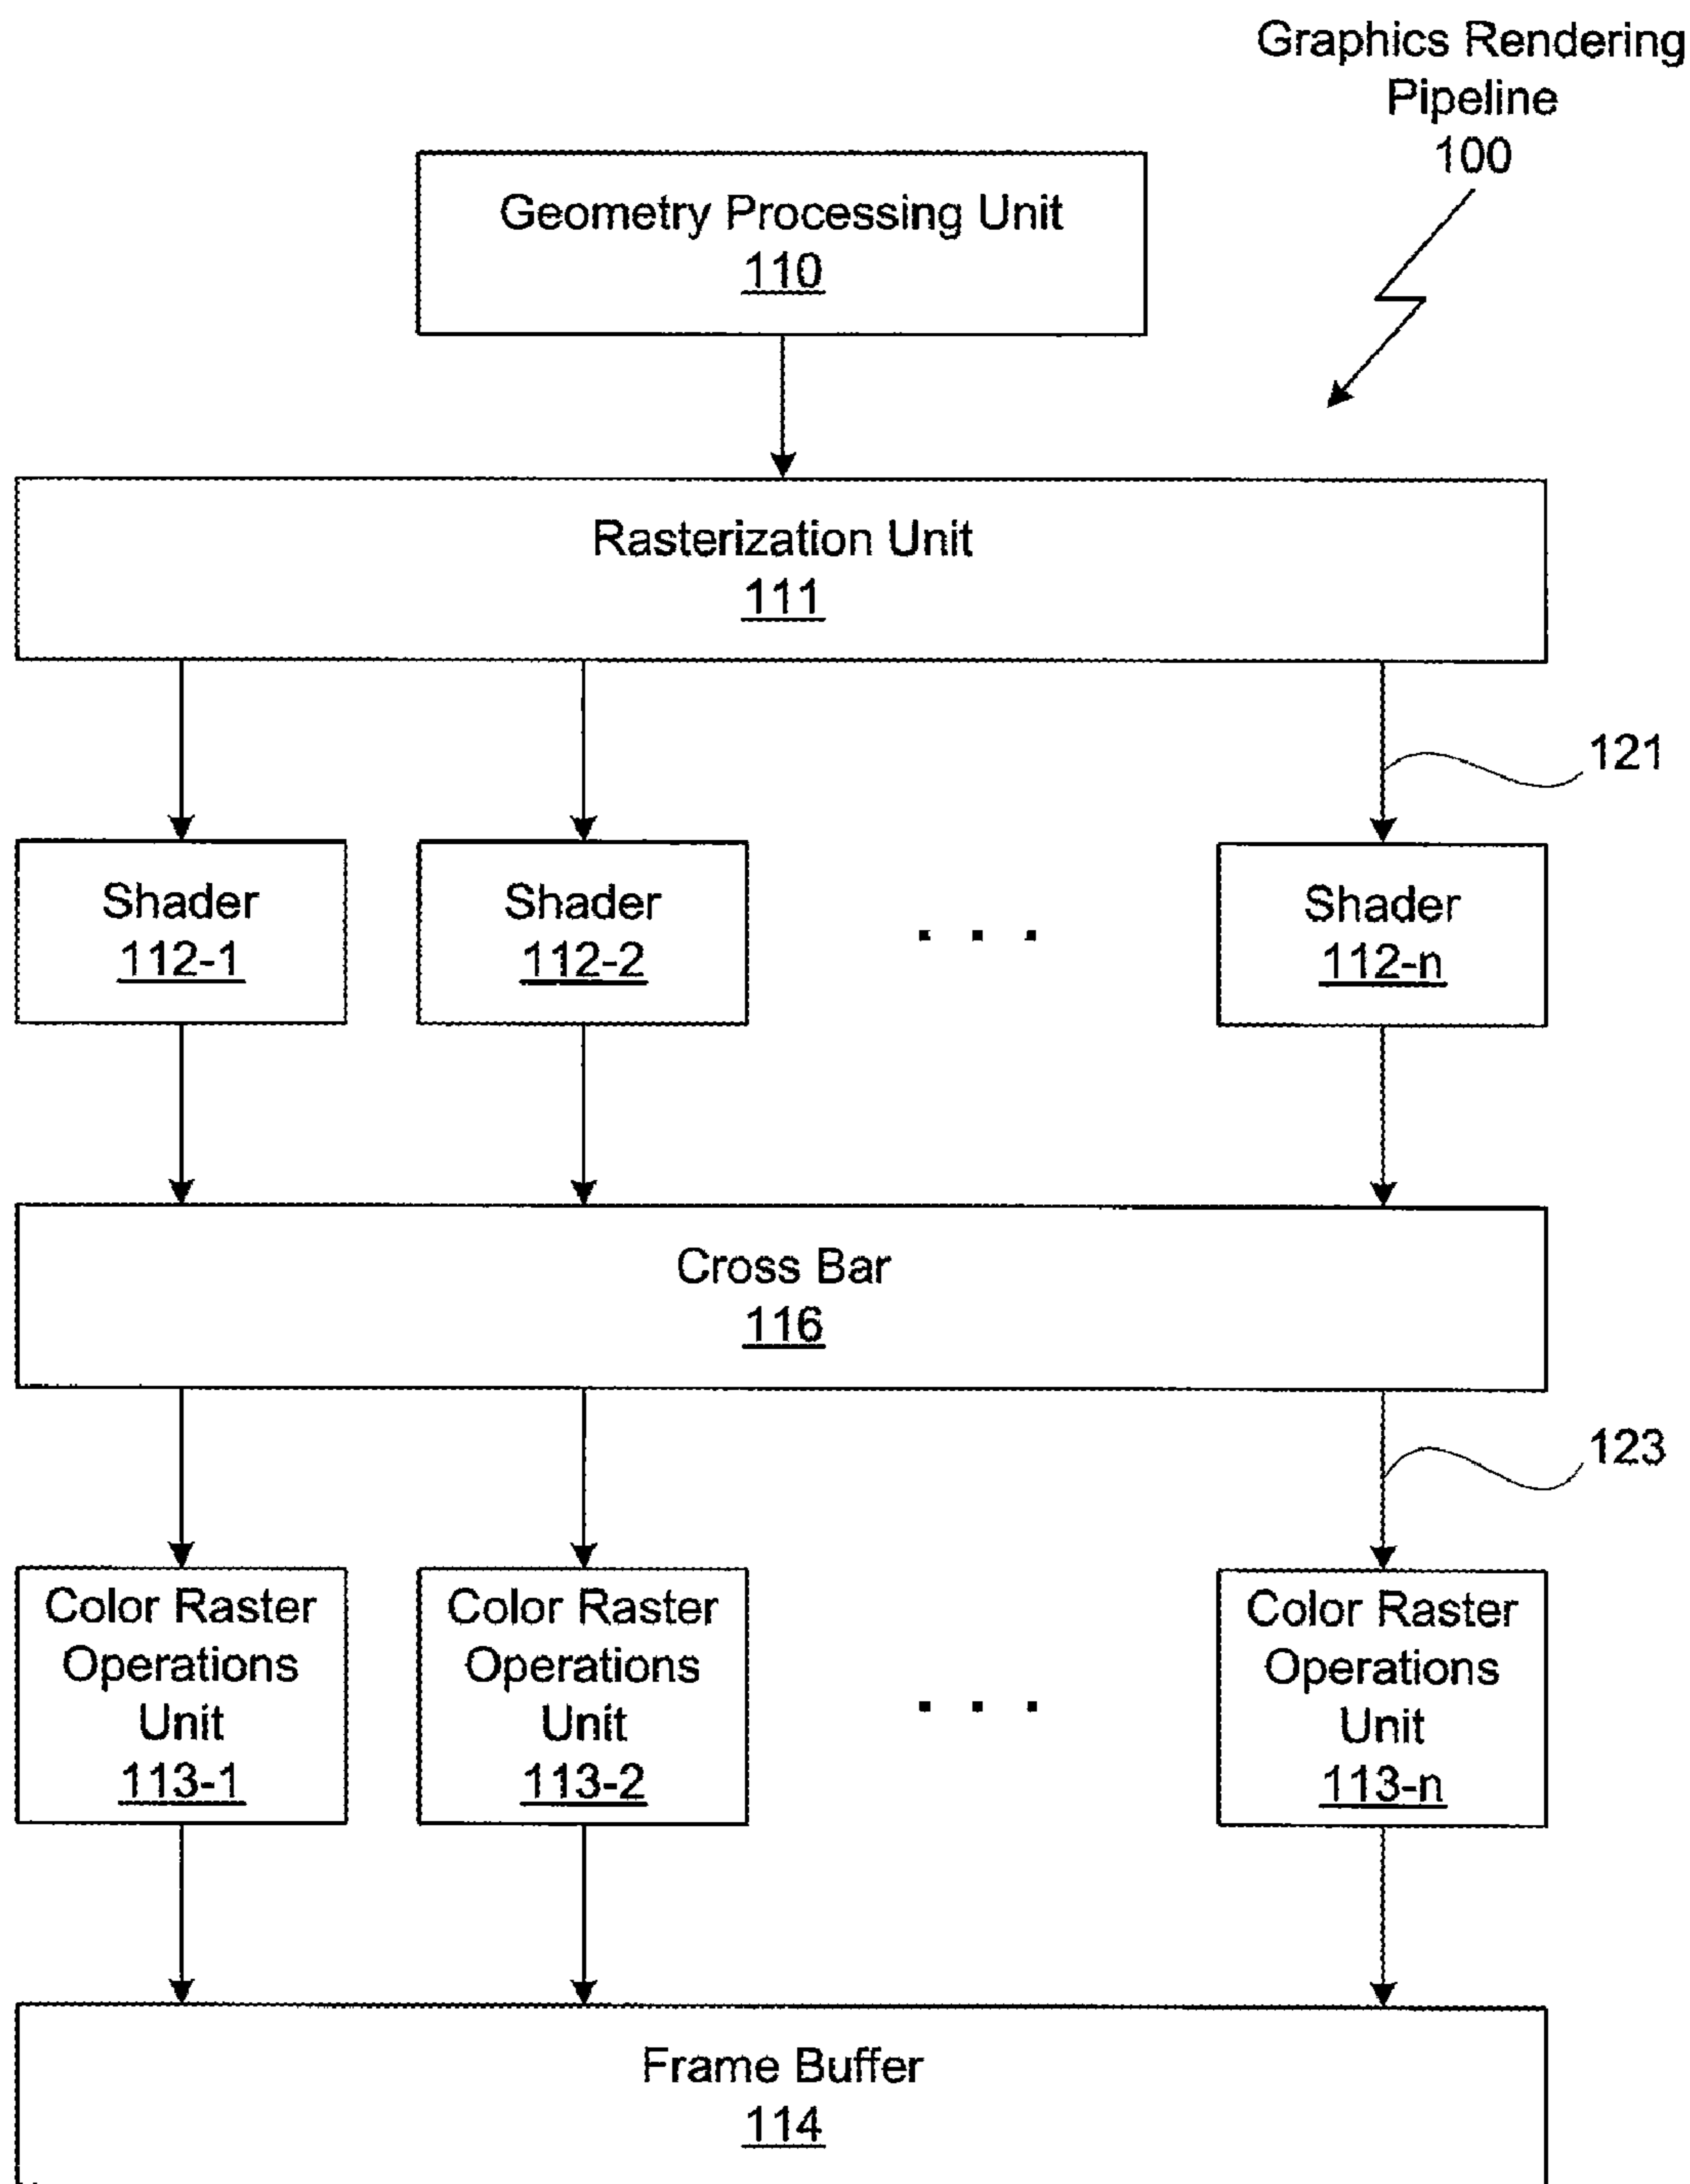 Graphics Rendering
Pipeline
100
Geometry Processing Unit
110
Rasterization Unit
111
121
Shader
112-1
Shader
112-2
. . .
Shader
112-n
Cross Bar
116
123
Color Raster
Operations
Unit
113-1
Color Raster
Operations
Unit
113-2
. . .
Color Raster
Operations
Unit
113-n
Frame Buffer
114